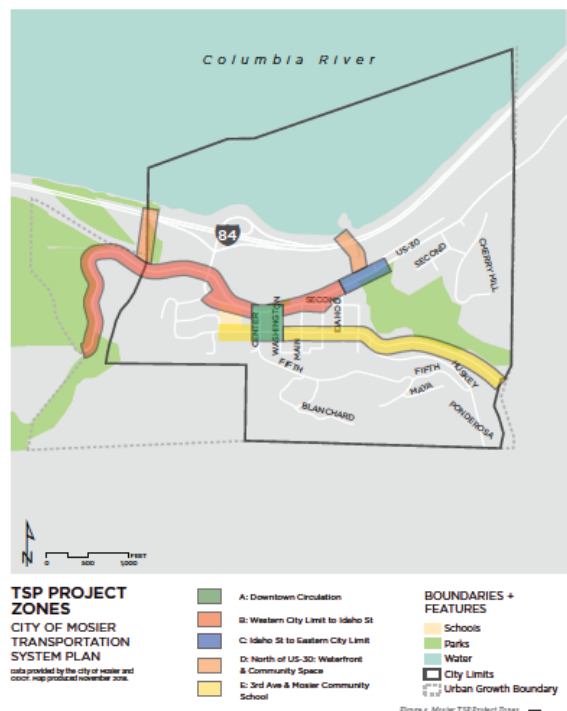 Columbia River
84
US-30
SECOND
CHERRY HILL
SECOND
IDAHO
CENTER
WASHINGTON
MAIN
FIFTH
FIFTH
HUSKEY
MAYA
BLANCHARD
PONDEROSA
N
0 500 1,000 FEET
TSP PROJECT
ZONES
CITY OF MOSIER
TRANSPORTATION
SYSTEM PLAN
Data provided by the city of Mosier and
ODOT. Map produced November 2018.
A: Downtown Circulation
B: Western City Limit to Idaho St
C: Idaho St to Eastern City Limit
D: North of US-30: Waterfront
& Community Space
E: 3rd Ave & Mosier Community
School
BOUNDARIES +
FEATURES
Schools
Parks
Water
City Limits
Urban Growth Boundary
Mosier TSP Project Zones